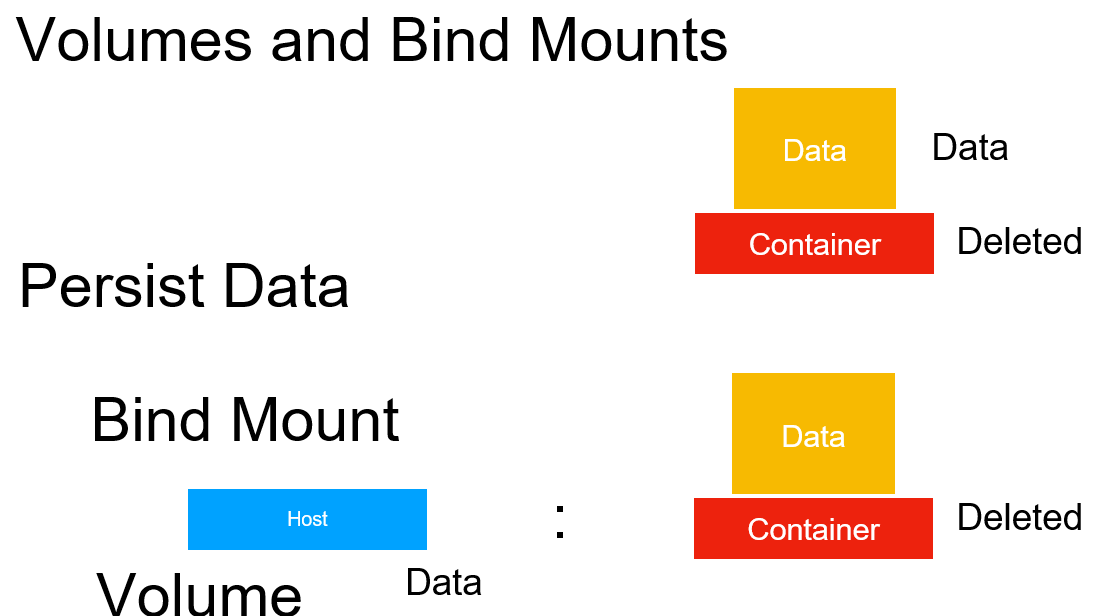 Volumes and Bind Mounts
Data
Data
Container
Deleted
Persist Data
Bind Mount
Data
Host
:
Container
Deleted
Volume
Data